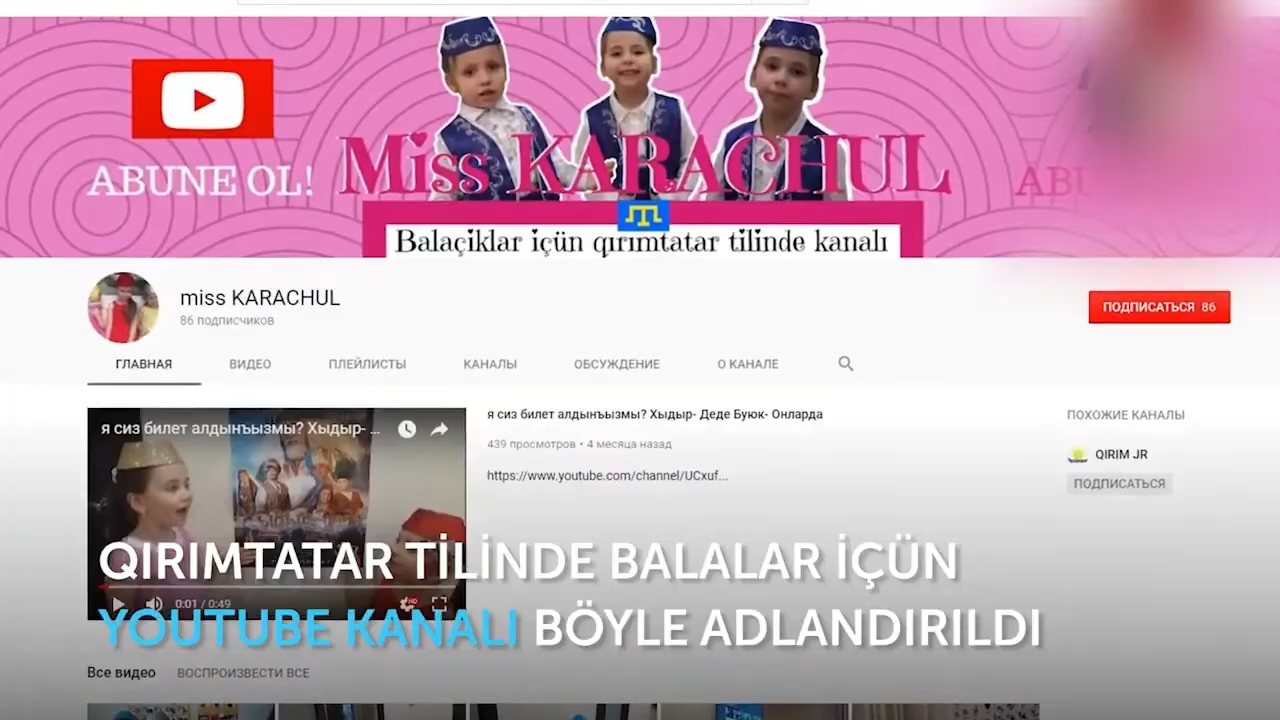 ABUNE OL!
Miss KARACHUL
ABU
Balaçiklar içün qırımtatar tilinde kanalı
miss KARACHUL
86 подписчиков
ПОДПИСАТЬСЯ 86
ГЛАВНАЯ ВИДЕО ПЛЕЙЛИСТЫ КАНАЛЫ ОБСУЖДЕНИЕ О КАНАЛЕ
я сиз билет алдынъызмы? Хыдыр- ...
я сиз билет алдынъызмы? Хыдыр- Деде Буюк- Онларда
439 просмотров • 4 месяца назад
https://www.youtube.com/channel/UCxuf...
ПОХОЖИЕ КАНАЛЫ
QIRIM JR
ПОДПИСАТЬСЯ
QIRIMTATAR TİLİNDE BALALAR İÇÜN
0:01 / 0:49
HD
YOUTUBE KANALI BÖYLE ADLANDIRILDI
Все видео ВОСПРОИЗВЕСТИ ВСЕ